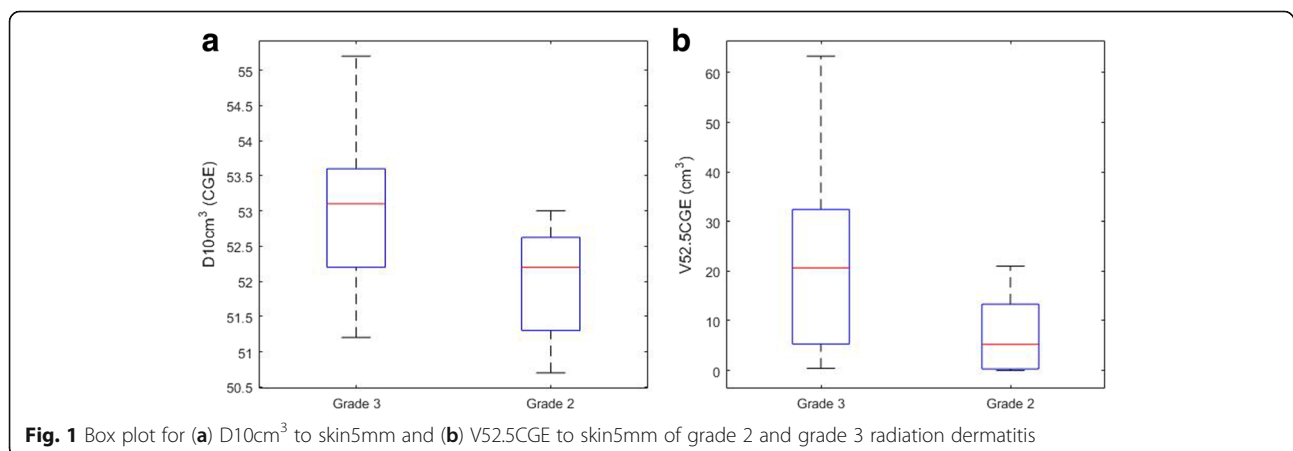 a
D10cm³ (CGE)
55
54.5
54
53.5
53
52.5
52
51.5
51
50.5
Grade 3 Grade 2
b
V52.5CGE (cm³)
60
50
40
30
20
10
0
Grade 3 Grade 2
Fig. 1 Box plot for (a) D10cm³ to skin5mm and (b) V52.5CGE to skin5mm of grade 2 and grade 3 radiation dermatitis